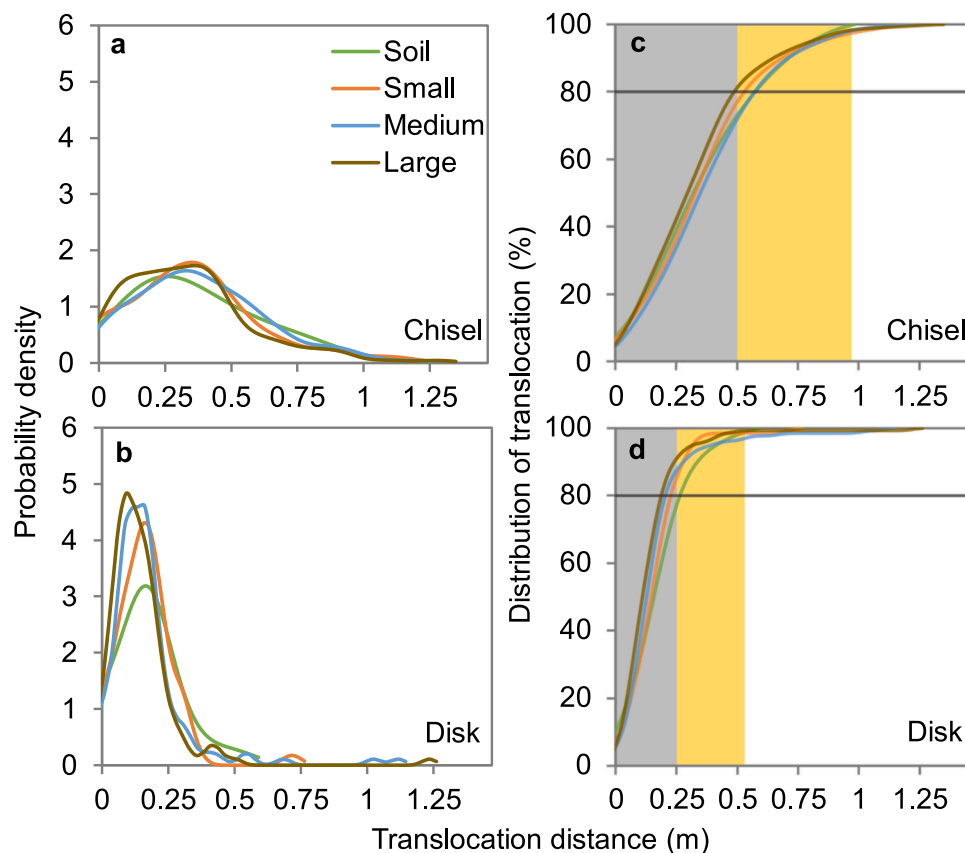 a
Soil
Small
Medium
Large
Chisel
6
5
4
3
2
1
0
0 0.25 0.5 0.75 1 1.25
b
Disk
6
5
4
3
2
1
0
0 0.25 0.5 0.75 1 1.25
Probability density
c
Chisel
100
80
60
40
20
0
0 0.25 0.5 0.75 1 1.25
d
Disk
100
80
60
40
20
0
0 0.25 0.5 0.75 1 1.25
Distribution of translocation (%)
Translocation distance (m)